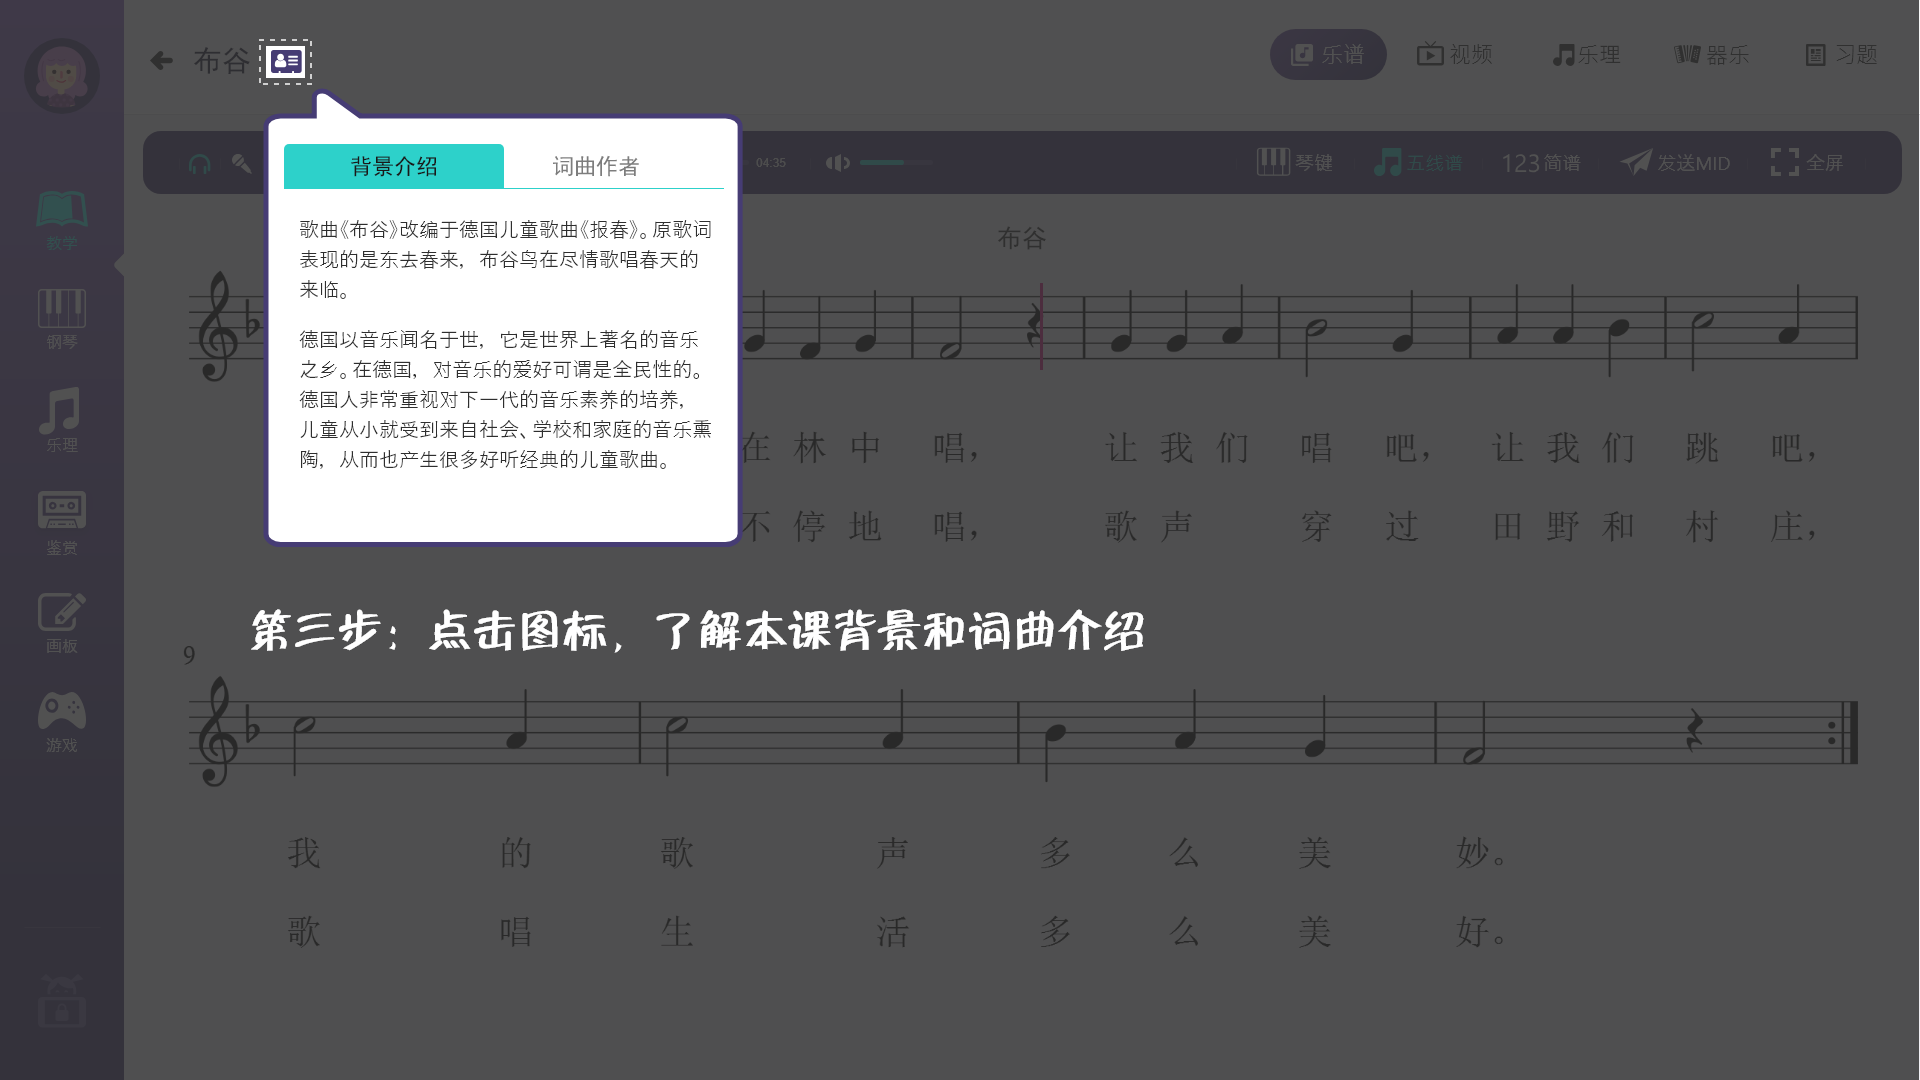 布谷
乐谱 视频 乐理 器乐 习题
04:35 琴键 五线谱 123简谱 发送MID 全屏
教学
钢琴
乐理
鉴赏
画板
游戏
背景介绍 词曲作者
歌曲《布谷》改编于德国儿童歌曲《报春》。原歌词
表现的是东去春来,布谷鸟在尽情歌唱春天的
来临。
德国以音乐闻名于世,它是世界上著名的音乐
之乡。在德国,对音乐的爱好可谓是全民性的。
德国人非常重视对下一代的音乐素养的培养,
儿童从小就受到来自社会、学校和家庭的音乐熏
陶,从而也产生很多好听经典的儿童歌曲。
布谷
在林中 唱, 让我们 唱 吧, 让我们 跳 吧,
不停地 唱, 歌声 穿 过 田野和 村 庄,
第三步:点击图标,了解本课背景和词曲介绍
9
我 的 歌 声 多 么 美 妙。
歌 唱 生 活 多 么 美 好。